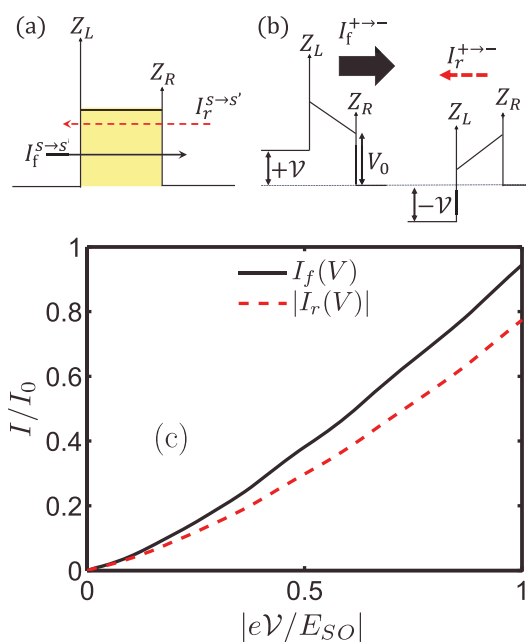 (a)
Z_L
Z_R
I_r^{s→s'}
I_f^{s→s'}
(b)
Z_L
I_f^{+→−}
Z_R
+𝒱
V_0
I_r^{+→−}
Z_L
Z_R
−𝒱
1
0.8
0.6
0.4
0.2
0
I/I_0
I_f(V)
|I_r(V)|
(c)
0
0.5
1
|e𝒱/E_{SO}|